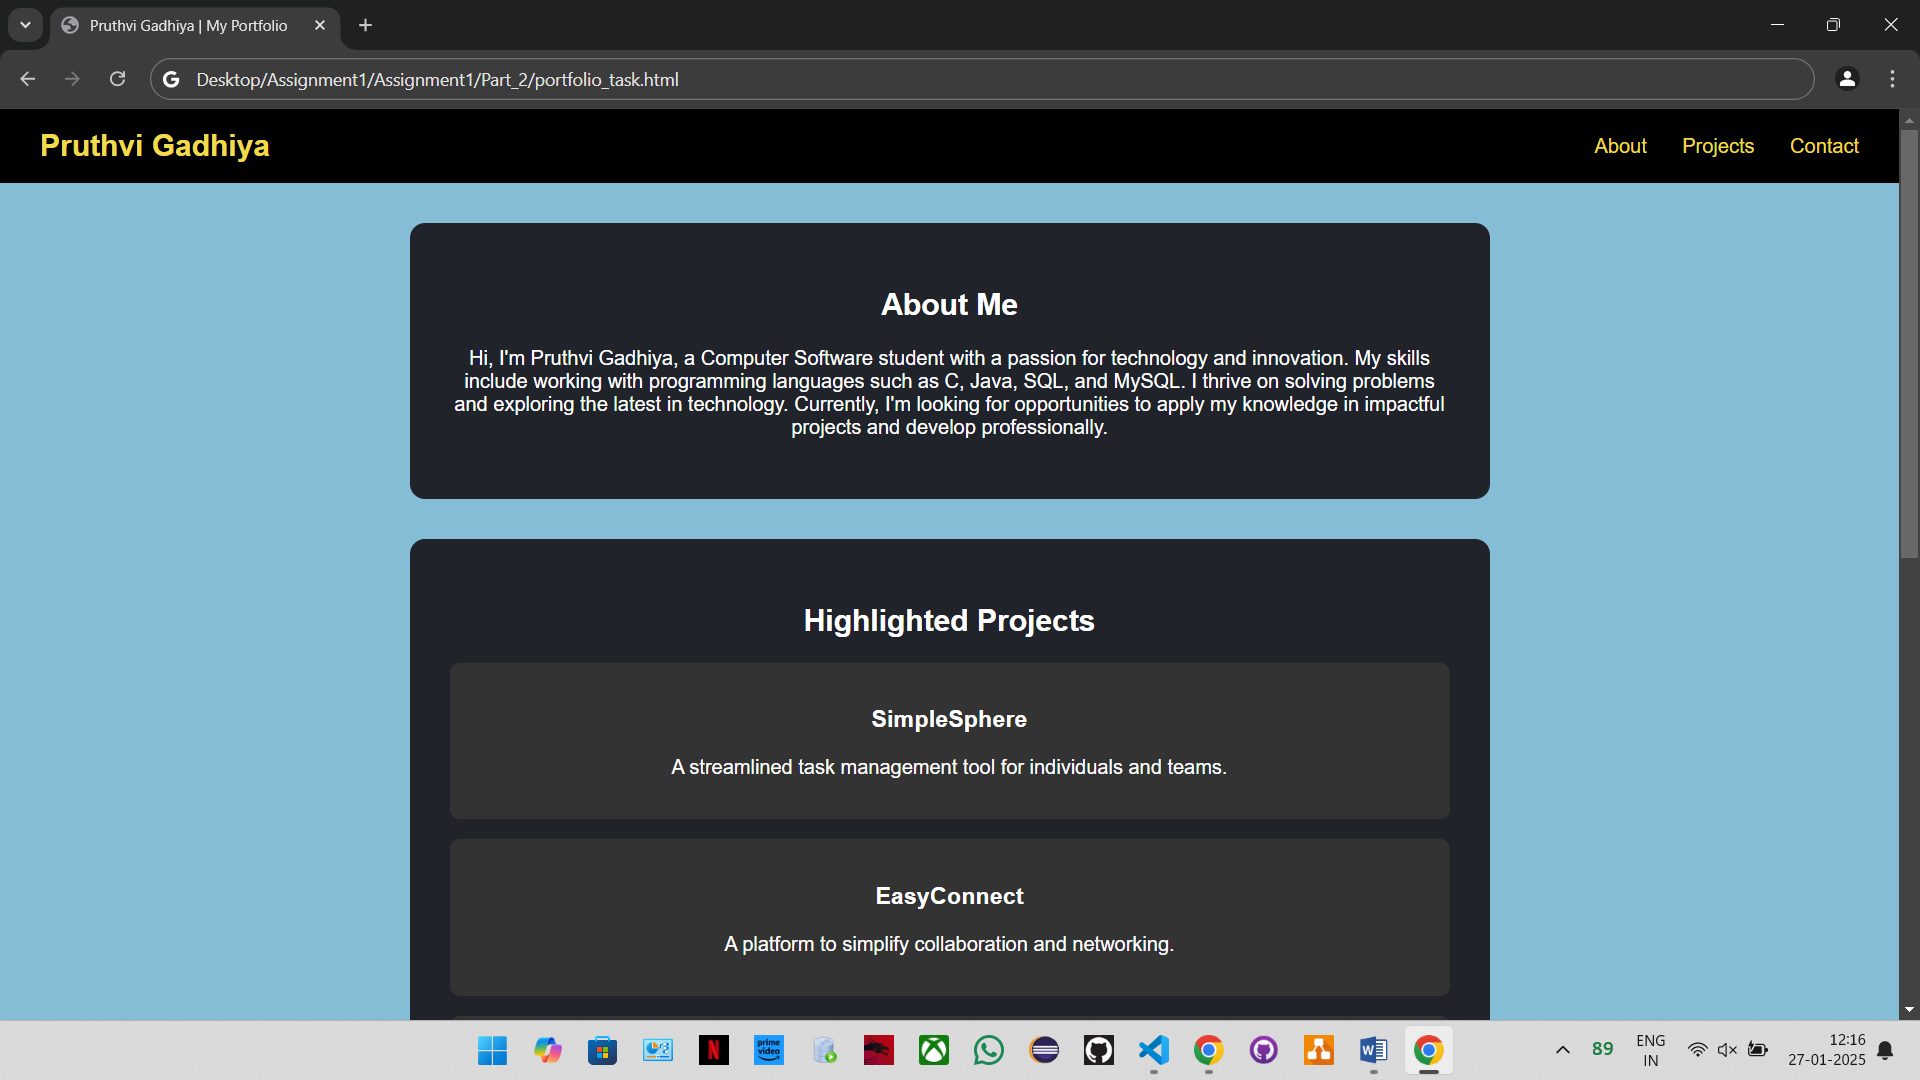 Pruthvi Gadhiya | My Portfolio
Desktop/Assignment1/Assignment1/Part_2/portfolio_task.html
Pruthvi Gadhiya
About Projects Contact
About Me
Hi, I'm Pruthvi Gadhiya, a Computer Software student with a passion for technology and innovation. My skills
include working with programming languages such as C, Java, SQL, and MySQL. I thrive on solving problems
and exploring the latest in technology. Currently, I'm looking for opportunities to apply my knowledge in impactful
projects and develop professionally.
Highlighted Projects
SimpleSphere
A streamlined task management tool for individuals and teams.
EasyConnect
A platform to simplify collaboration and networking.
prime
video
89
ENG
IN
12:16
27-01-2025